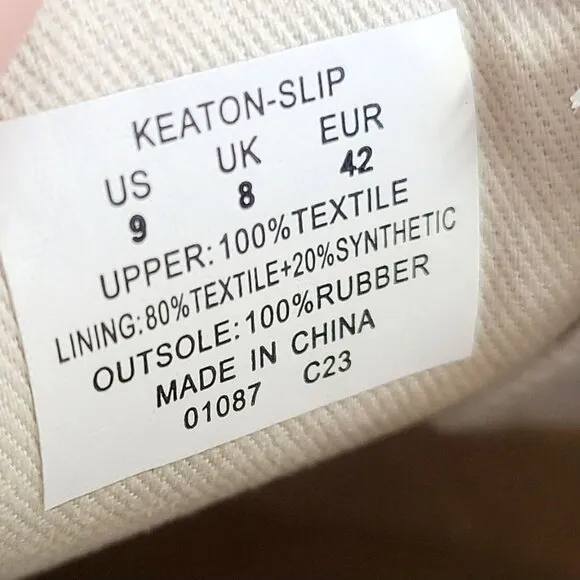 KEATON-SLIP
US UK EUR
9 8 42
UPPER:100%TEXTILE
LINING:80%TEXTILE+20%SYNTHETIC
OUTSOLE:100%RUBBER
MADE IN CHINA
01087 C23